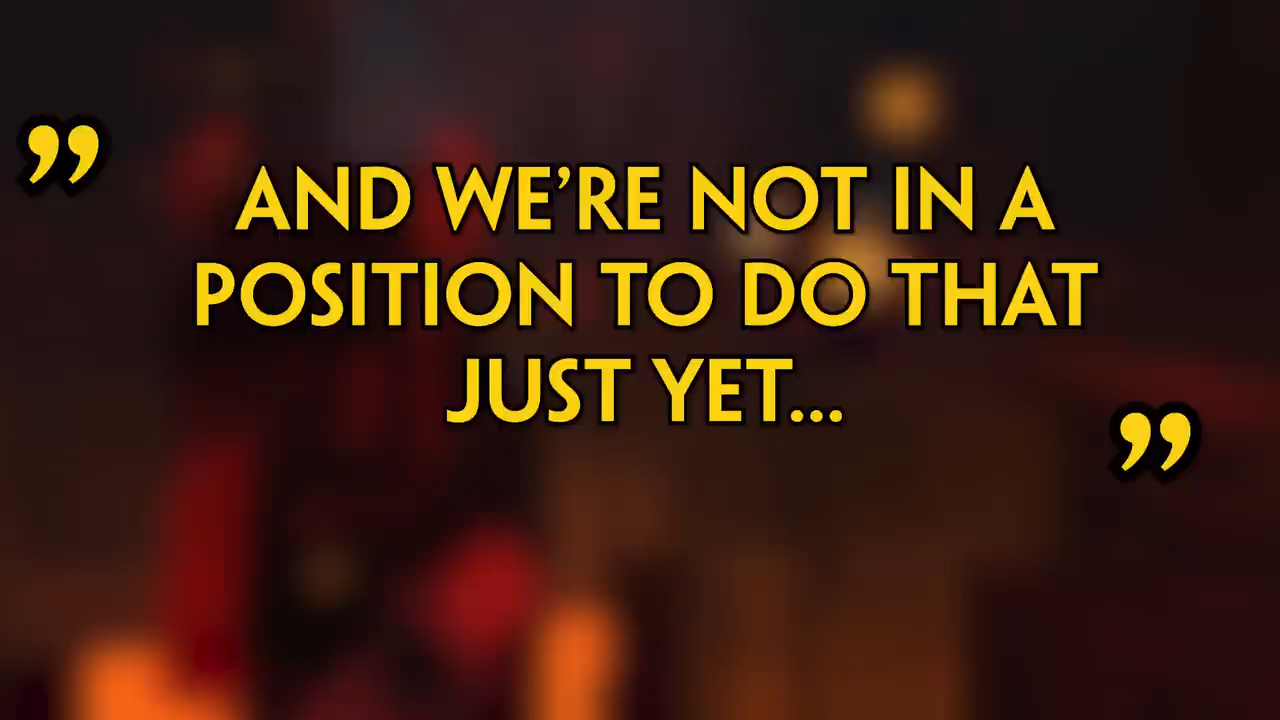 ”
AND WE’RE NOT IN A
POSITION TO DO THAT
JUST YET...
”